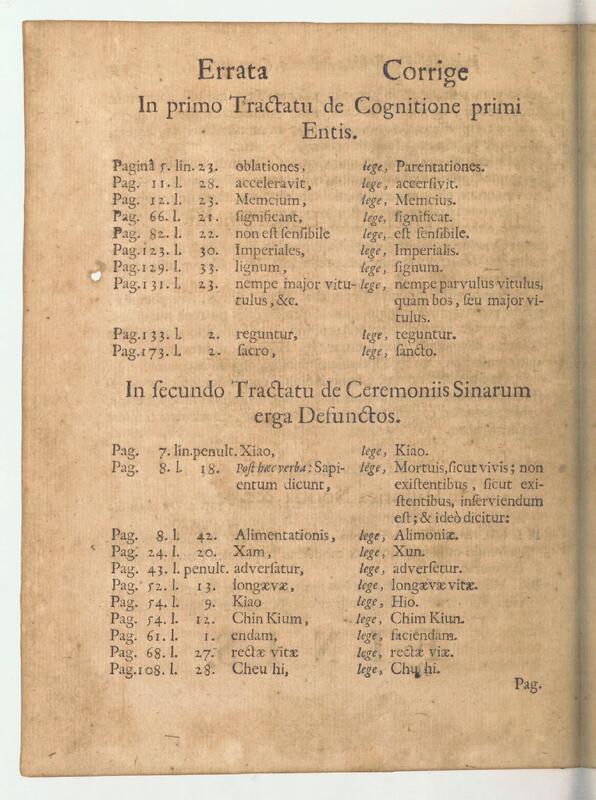 Errata Corrige
In primo Tractatu de Cognitione primi
Entis.
Paginâ 5. lin. 23. oblationes, lege, Parentationes.
Pag. 11. l. 28. acceleravit, lege, accersivit.
Pag. 12. l. 23. Memcium, lege, Memcius.
Pag. 66. l. 21. ſignificant, lege, ſignificat.
Pag. 82. l. 22. non eſt ſenſibile lege, eſt ſenſibile.
Pag. 123. l. 30. Imperiales, lege, Imperialis.
Pag. 129. l. 33. lignum, lege, ſignum.
Pag. 131. l. 23. nempe major vitu- lege, nempe parvulus vitulus,
tulus, &c. quàm bos, ſeu major vi-
tulus.
Pag. 133. l. 2. reguntur, lege, teguntur.
Pag. 173. l. 2. ſacro, lege, ſancto.
In ſecundo Tractatu de Ceremoniis Sinarum
erga Defunctos.
Pag. 7. lin. penult. Xiao, lege, Kiao.
Pag. 8. l. 18. Poſt hæc verba: Sapi- lege, Mortuis, ſicut vivis; non
entum dicunt, exiſtentibus, ſicut exi-
ſtentibus, inſerviendum
eſt; & ideò dicitur:
Pag. 8. l. 42. Alimentationis, lege, Alimoniæ.
Pag. 24. l. 20. Xam, lege, Xun.
Pag. 43. l. penult. adverſatur, lege, adverſetur.
Pag. 52. l. 13. longævæ, lege, longævæ vitæ.
Pag. 54. l. 9. Kiao lege, Hio.
Pag. 54. l. 12. Chin Kium, lege, Chim Kiun.
Pag. 61. l. 1. endam, lege, faciendam.
Pag. 68. l. 27. rectæ vitæ lege, rectæ viæ.
Pag. 108. l. 28. Cheu hi, lege, Chu hi.
Pag.